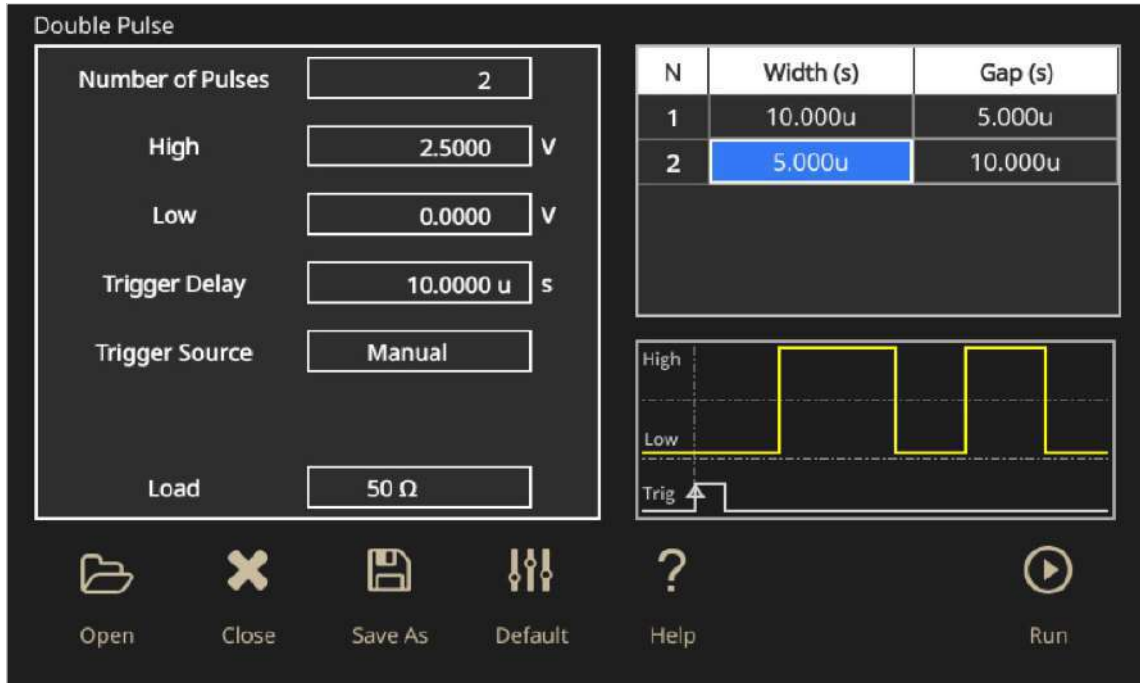 Double Pulse
Number of Pulses 2
High 2.5000 V
Low 0.0000 V
Trigger Delay 10.0000 u s
Trigger Source Manual
Load 50 Ω
N Width (s) Gap (s)
1 10.000u 5.000u
2 5.000u 10.000u
High
Low
Trig
Open Close Save As Default Help Run